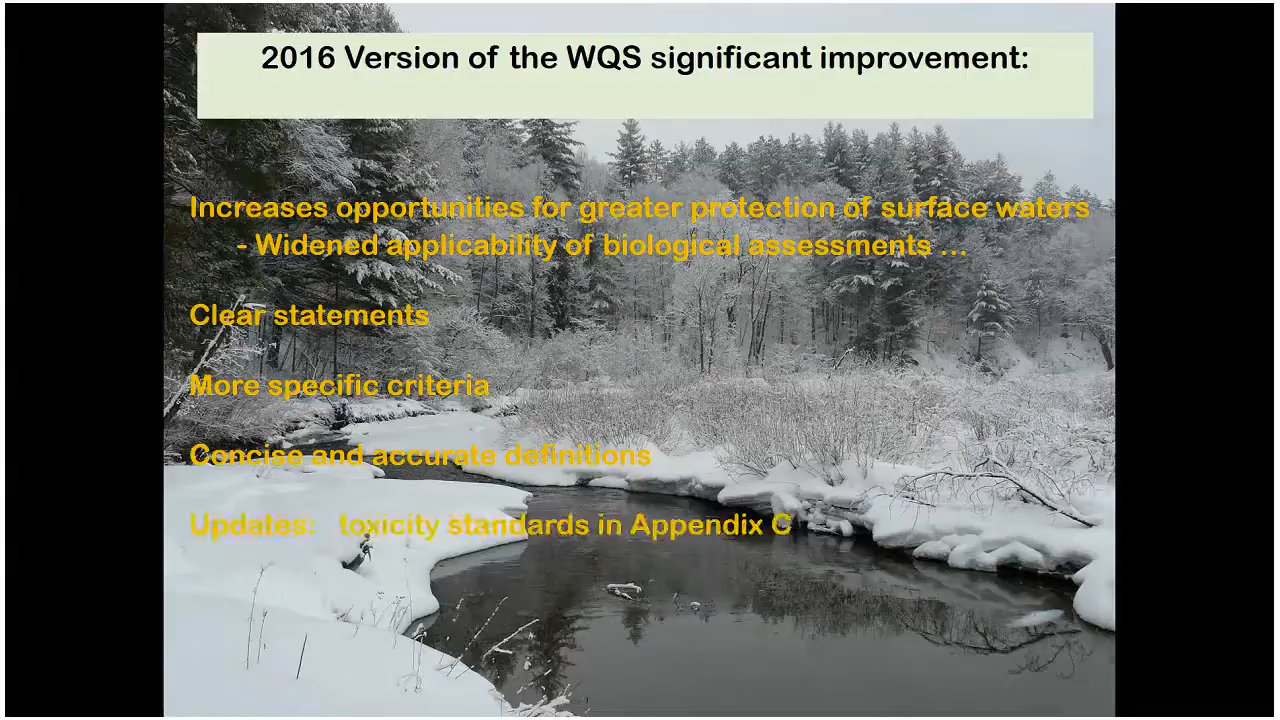 2016 Version of the WQS significant improvement:
Increases opportunities for greater protection of surface waters
- Widened applicability of biological assessments ...
Clear statements
More specific criteria
Concise and accurate definitions
Updates: toxicity standards in Appendix C